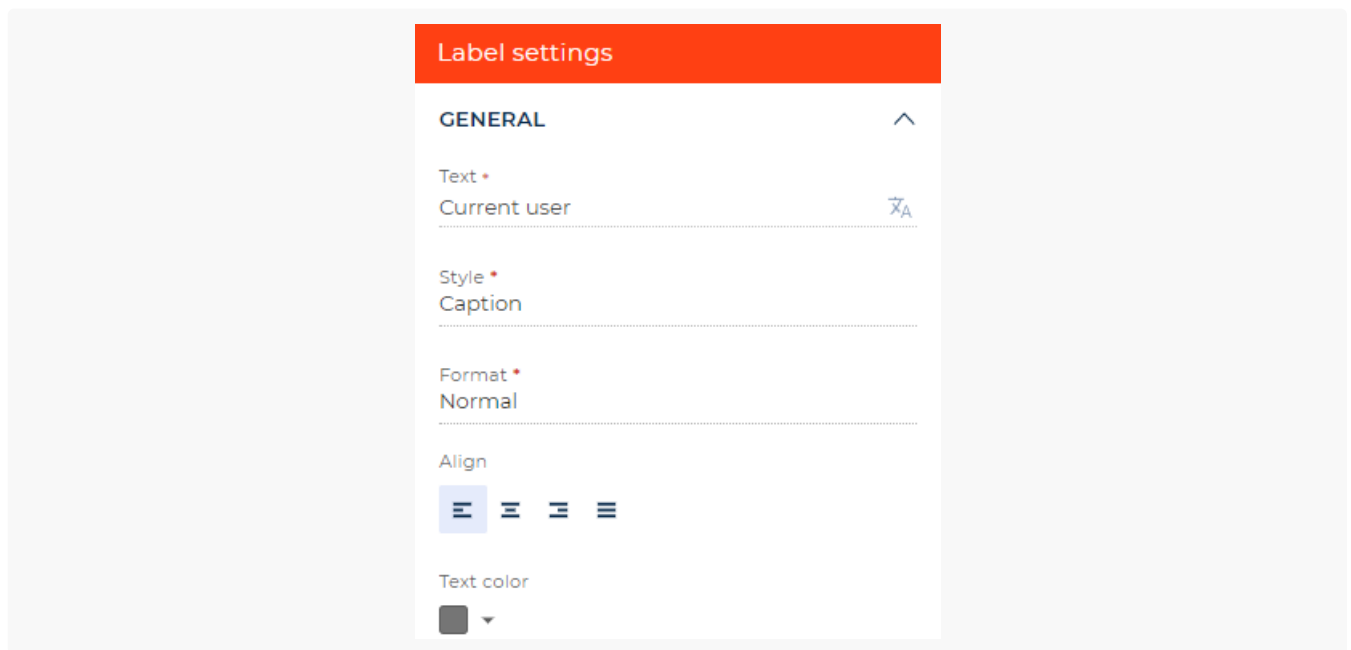 Label settings
GENERAL
Text *
Current user
Style *
Caption
Format *
Normal
Align
Text color